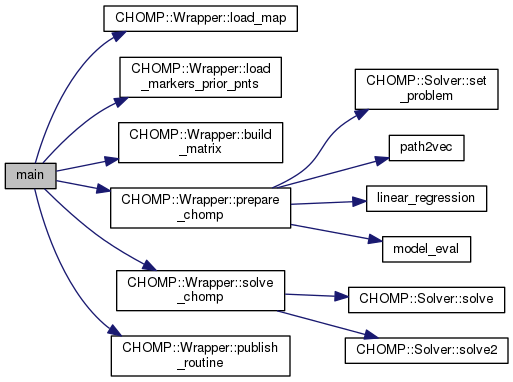 main
CHOMP::Wrapper::load_map
CHOMP::Wrapper::load
_markers_prior_pnts
CHOMP::Wrapper::build
_matrix
CHOMP::Wrapper::prepare
_chomp
CHOMP::Wrapper::solve
_chomp
CHOMP::Wrapper::publish
_routine
CHOMP::Solver::set
_problem
path2vec
linear_regression
model_eval
CHOMP::Solver::solve
CHOMP::Solver::solve2